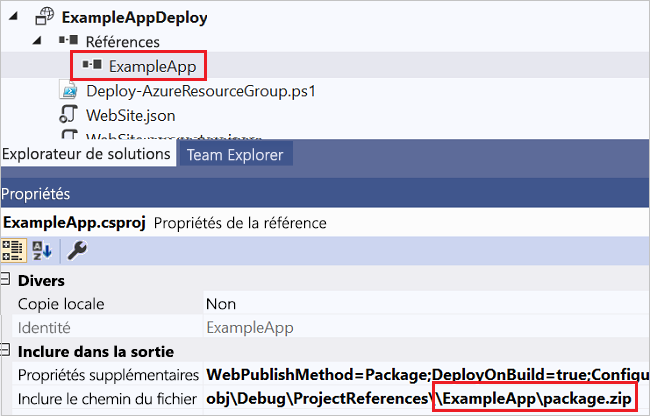 ExampleAppDeploy
Références
ExampleApp
Deploy-AzureResourceGroup.ps1
WebSite.json
Explorateur de solutions Team Explorer
Propriétés
ExampleApp.csproj Propriétés de la référence
Divers
Copie locale Non
Identité ExampleApp
Inclure dans la sortie
Propriétés supplémentaires WebPublishMethod=Package;DeployOnBuild=true;Configu
Inclure le chemin du fichier obj\Debug\ProjectReferences\\ExampleApp\package.zip